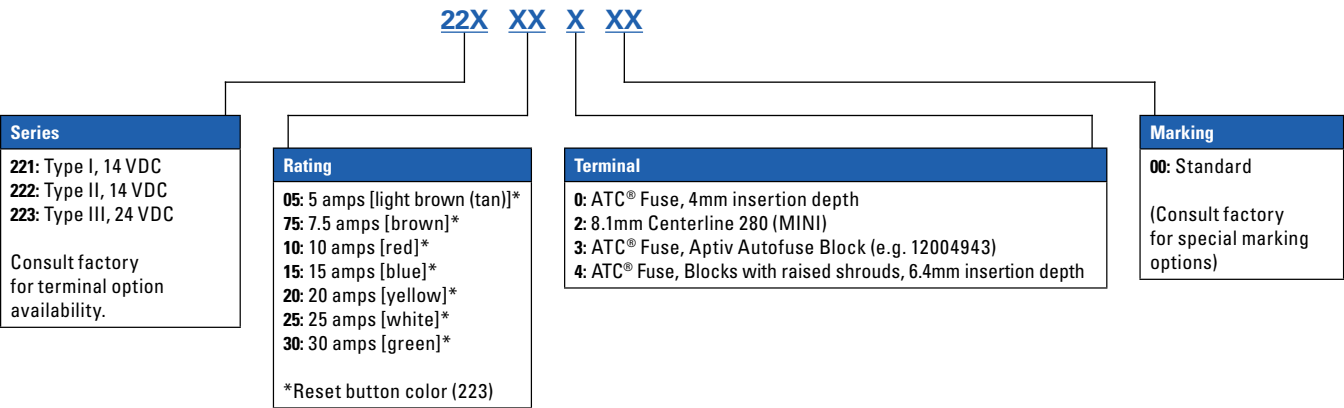 22X XX X XX
Series
221: Type I, 14 VDC
222: Type II, 14 VDC
223: Type III, 24 VDC
Consult factory
for terminal option
availability.
Rating
05: 5 amps [light brown (tan)]*
75: 7.5 amps [brown]*
10: 10 amps [red]*
15: 15 amps [blue]*
20: 20 amps [yellow]*
25: 25 amps [white]*
30: 30 amps [green]*
*Reset button color (223)
Terminal
0: ATC® Fuse, 4mm insertion depth
2: 8.1mm Centerline 280 (MINI)
3: ATC® Fuse, Aptiv Autofuse Block (e.g. 12004943)
4: ATC® Fuse, Blocks with raised shrouds, 6.4mm insertion depth
Marking
00: Standard
(Consult factory
for special marking
options)